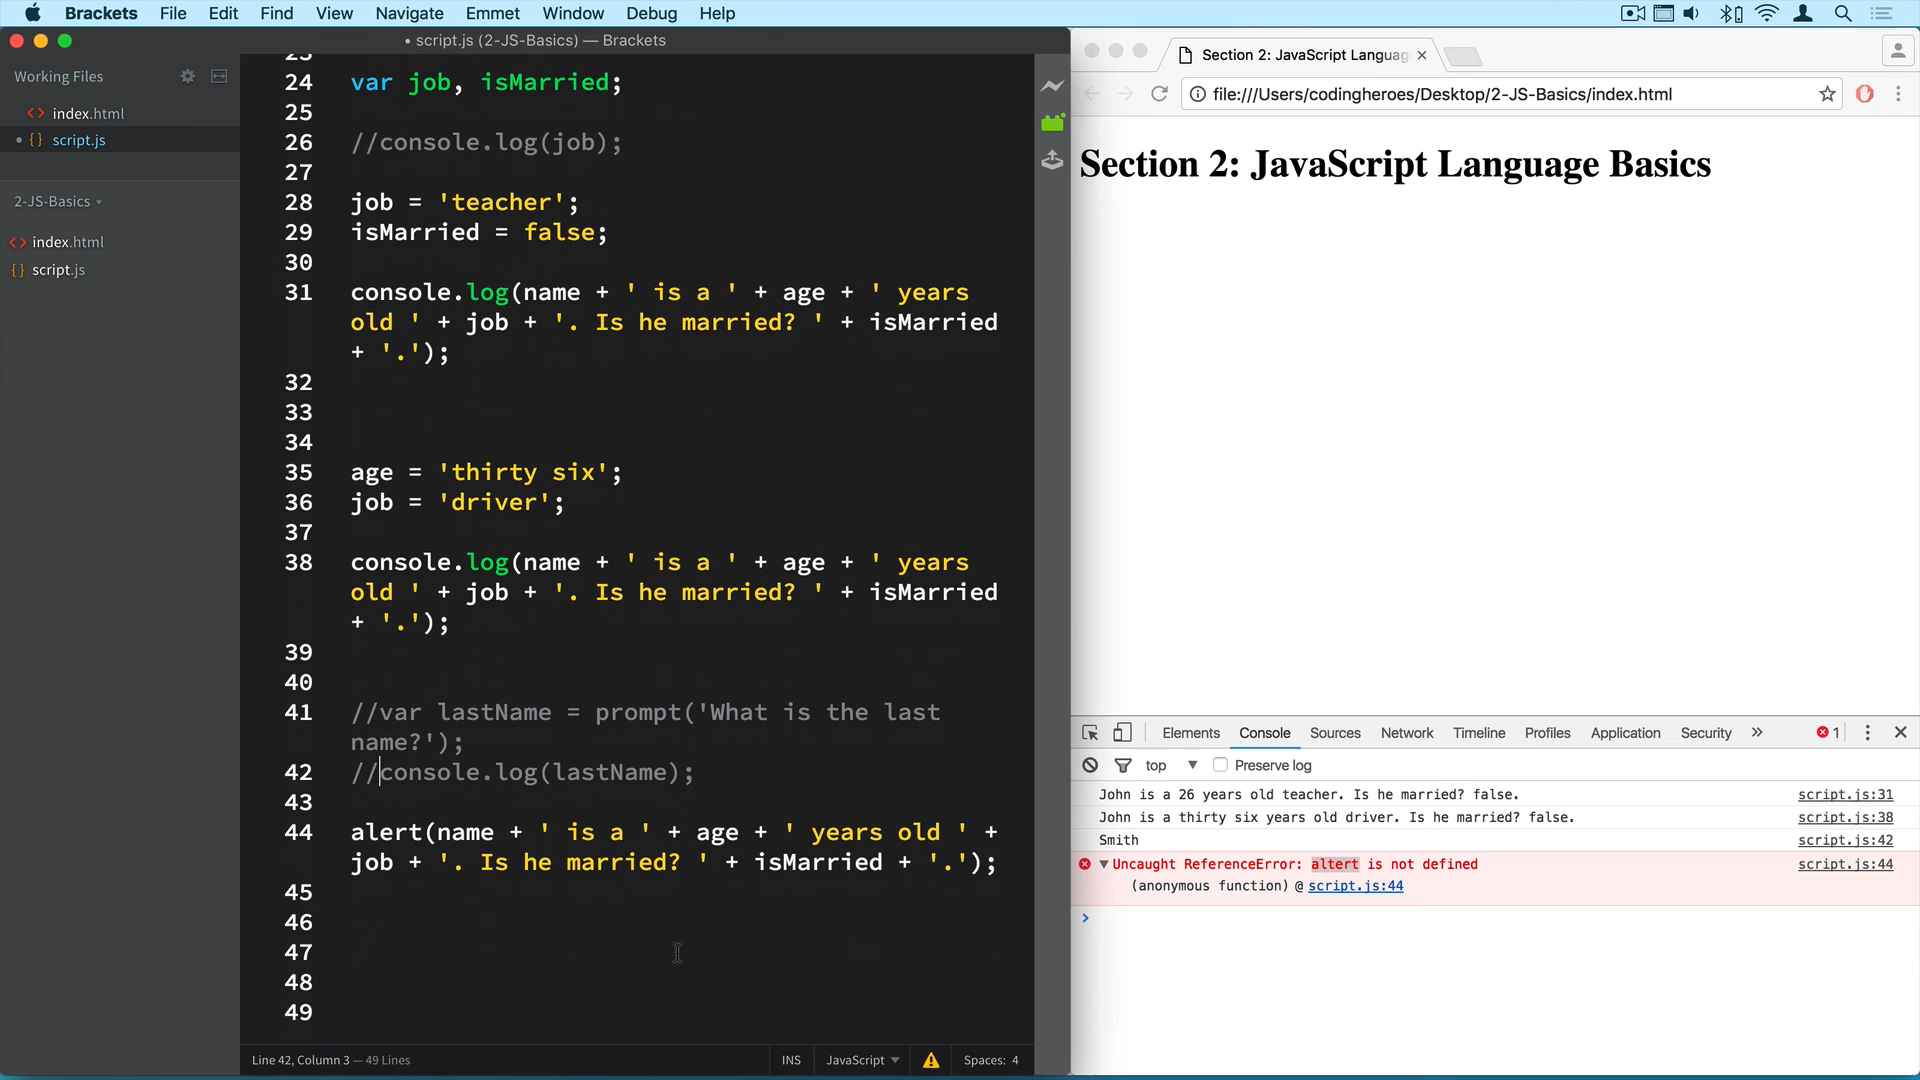 Brackets File Edit Find View Navigate Emmet Window Debug Help
• script.js (2-JS-Basics) — Brackets
Working Files
index.html
script.js
2-JS-Basics
index.html
script.js
23
24 var job, isMarried;
25
26 //console.log(job);
27
28 job = 'teacher';
29 isMarried = false;
30
31 console.log(name + ' is a ' + age + ' years
old ' + job + '. Is he married? ' + isMarried
+ '.');
32
33
34
35 age = 'thirty six';
36 job = 'driver';
37
38 console.log(name + ' is a ' + age + ' years
old ' + job + '. Is he married? ' + isMarried
+ '.');
39
40
41 //var lastName = prompt('What is the last
name?');
42 //console.log(lastName);
43
44 alert(name + ' is a ' + age + ' years old ' +
job + '. Is he married? ' + isMarried + '.');
45
46
47
48
49
Line 42, Column 3 — 49 Lines
INS JavaScript Spaces: 4
Section 2: JavaScript Languag
file:///Users/codingheroes/Desktop/2-JS-Basics/index.html
Section 2: JavaScript Language Basics
Elements Console Sources Network Timeline Profiles Application Security » 1
top Preserve log
John is a 26 years old teacher. Is he married? false. script.js:31
John is a thirty six years old driver. Is he married? false. script.js:38
Smith script.js:42
Uncaught ReferenceError: altert is not defined script.js:44
(anonymous function) @ script.js:44
>